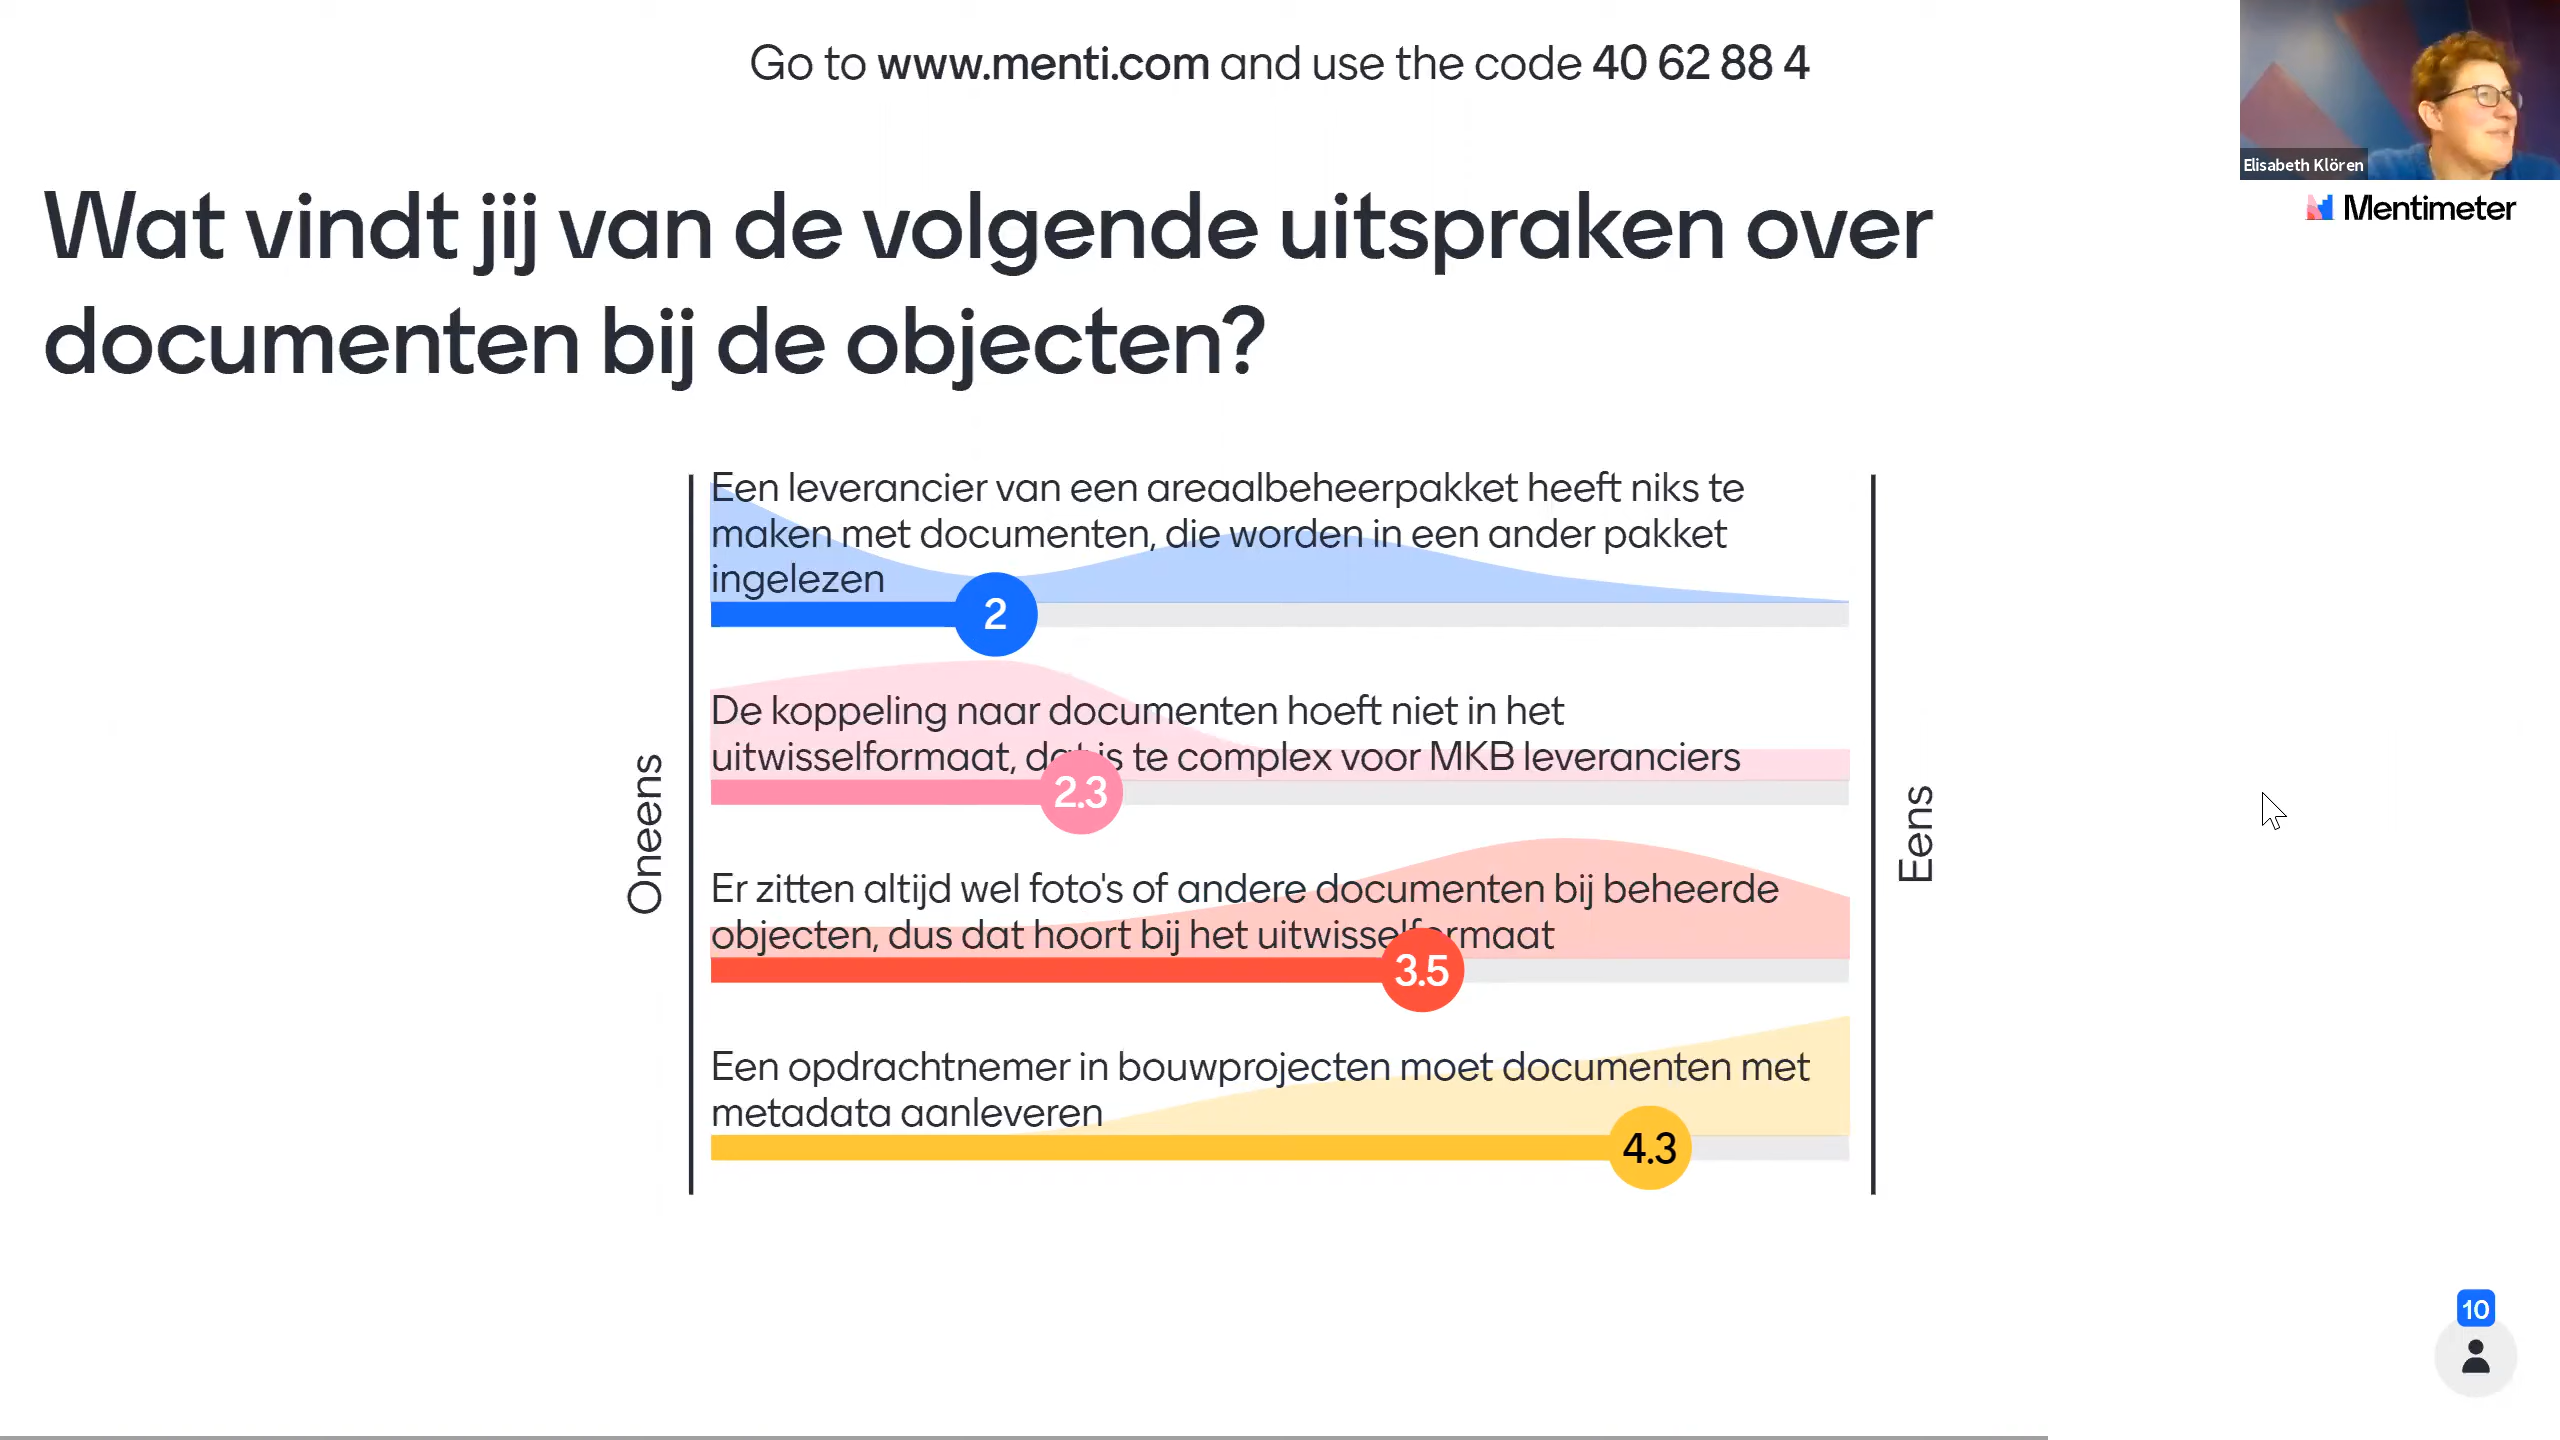 Go to www.menti.com and use the code 40 62 88 4
Elisabeth Klören
Mentimeter
Wat vindt jij van de volgende uitspraken over
documenten bij de objecten?
Een leverancier van een areaalbeheerpakket heeft niks te
maken met documenten, die worden in een ander pakket
ingelezen
2
De koppeling naar documenten hoeft niet in het
uitwisselformaat, dat is te complex voor MKB leveranciers
2.3
Er zitten altijd wel foto's of andere documenten bij beheerde
objecten, dus dat hoort bij het uitwisselformaat
3.5
Een opdrachtnemer in bouwprojecten moet documenten met
metadata aanleveren
4.3
Oneens
Eens
10